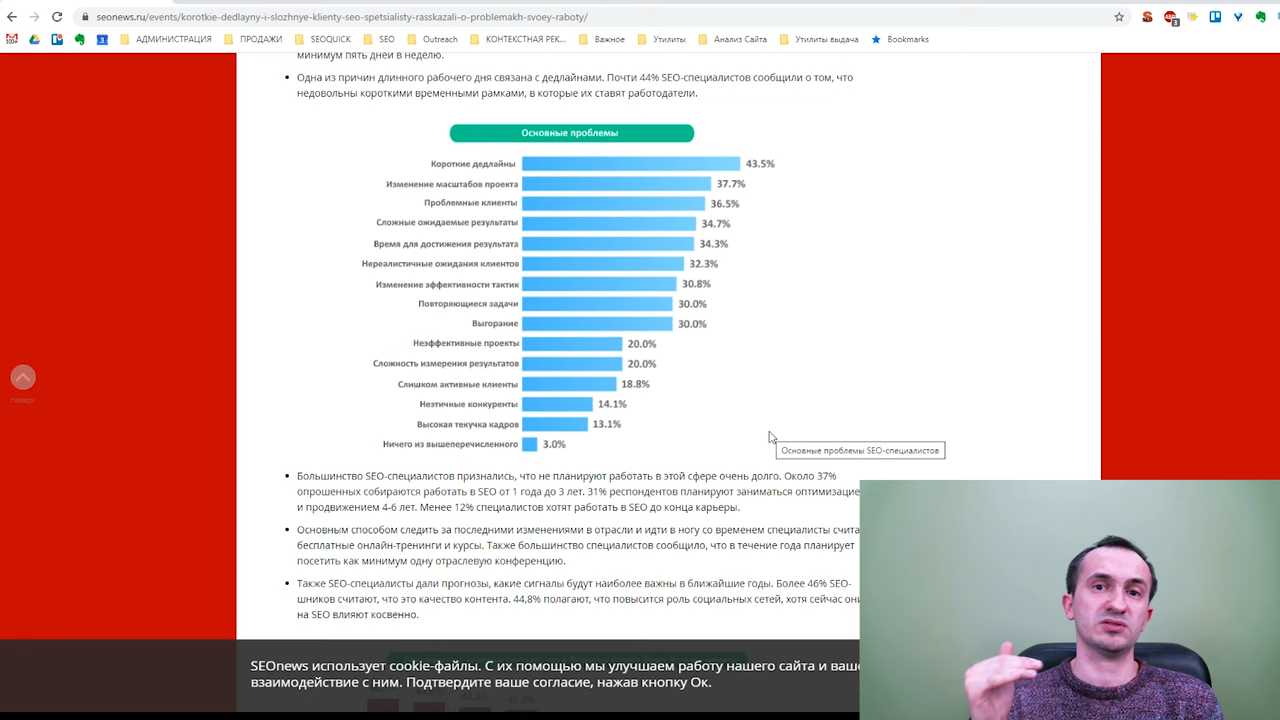 seonews.ru/events/korotkie-dedlayny-i-slozhnye-klienty-seo-spetsialisty-rasskazali-o-problemakh-svoey-raboty/
АДМИНИСТРАЦИЯ ПРОДАЖИ SEOQUICK SEO Outreach КОНТЕКСТНАЯ РЕК... Важное Утилиты Анализ Сайта Утилиты выдача Bookmarks
минимум пять дней в неделю.
Одна из причин длинного рабочего дня связана с дедлайнами. Почти 44% SEO-специалистов сообщили о том, что
недовольны короткими временными рамками, в которые их ставят работодатели.
Основные проблемы
Короткие дедлайны 43.5%
Изменение масштабов проекта 37.7%
Проблемные клиенты 36.5%
Сложные ожидаемые результаты 34.7%
Время для достижения результата 34.3%
Нереалистичные ожидания клиентов 32.3%
Изменение эффективности тактик 30.8%
Повторяющиеся задачи 30.0%
Выгорание 30.0%
Неэффективные проекты 20.0%
Сложность измерения результатов 20.0%
Слишком активные клиенты 18.8%
Неэтичные конкуренты 14.1%
Высокая текучка кадров 13.1%
Ничего из вышеперечисленного 3.0%
Основные проблемы SEO-специалистов
Наверх
Большинство SEO-специалистов признались, что не планируют работать в этой сфере очень долго. Около 37%
опрошенных собираются работать в SEO от 1 года до 3 лет. 31% респондентов планируют заниматься оптимизацие
и продвижением 4-6 лет. Менее 12% специалистов хотят работать в SEO до конца карьеры.
Основным способом следить за последними изменениями в отрасли и идти в ногу со временем специалисты счита
бесплатные онлайн-тренинги и курсы. Также большинство специалистов сообщило, что в течение года планирует
посетить как минимум одну отраслевую конференцию.
Также SEO-специалисты дали прогнозы, какие сигналы будут наиболее важны в ближайшие годы. Более 46% SEO-
шников считают, что это качество контента. 44,8% полагают, что повысится роль социальных сетей, хотя сейчас они
на SEO влияют косвенно.
SEOnews использует cookie-файлы. С их помощью мы улучшаем работу нашего сайта и ваше
взаимодействие с ним. Подтвердите ваше согласие, нажав кнопку Ок.